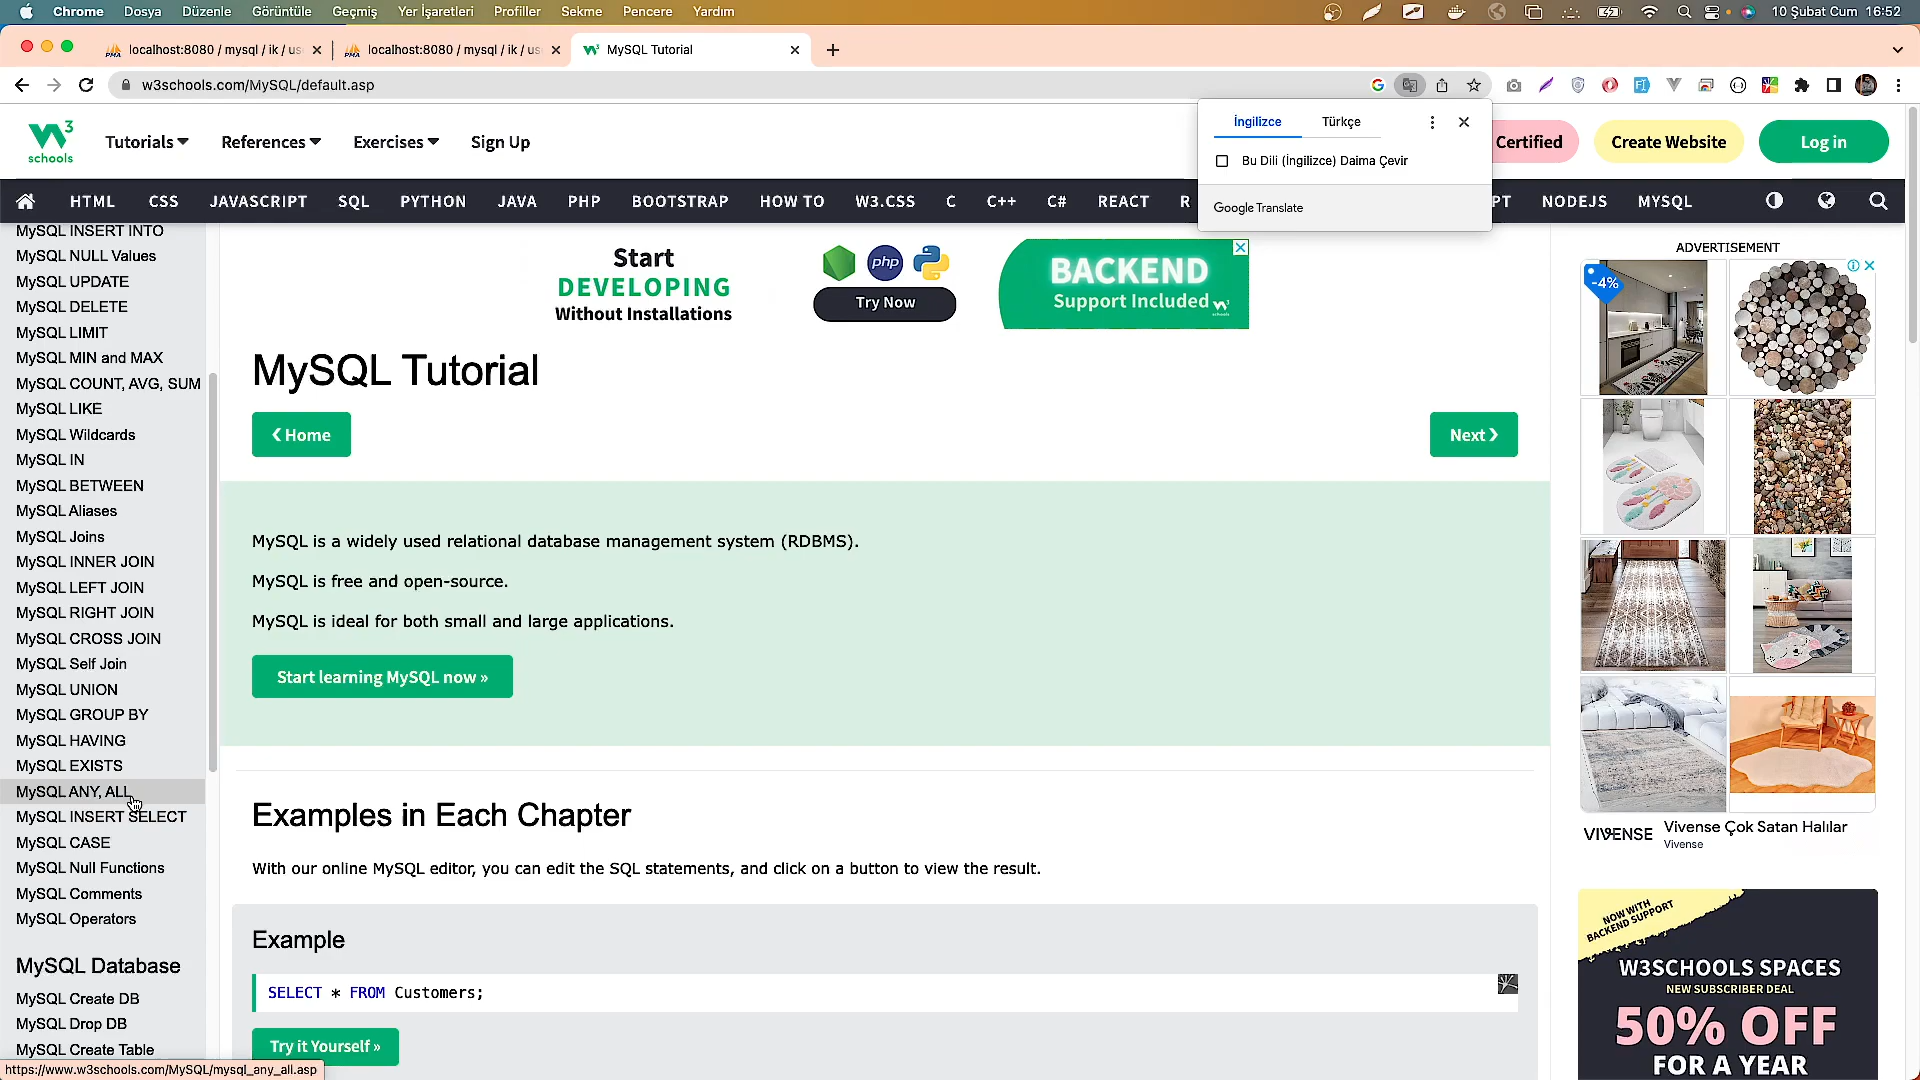 Chrome Dosya Düzenle Görüntüle Geçmiş Yer İşaretleri Profiller Sekme Pencere Yardım 10 Şubat Cum 16:52
localhost:8080 / mysql / ik / us
localhost:8080 / mysql / ik / us
MySQL Tutorial
w3schools.com/MySQL/default.asp
İngilizce Türkçe
Bu Dili (İngilizce) Daima Çevir
Google Translate
schools
Tutorials References Exercises Sign Up
Certified Create Website Log in
HTML CSS JAVASCRIPT SQL PYTHON JAVA PHP BOOTSTRAP HOW TO W3.CSS C C++ C# REACT R PT NODEJS MYSQL
MySQL INSERT INTO
MySQL NULL Values
MySQL UPDATE
MySQL DELETE
MySQL LIMIT
MySQL MIN and MAX
MySQL COUNT, AVG, SUM
MySQL LIKE
MySQL Wildcards
MySQL IN
MySQL BETWEEN
MySQL Aliases
MySQL Joins
MySQL INNER JOIN
MySQL LEFT JOIN
MySQL RIGHT JOIN
MySQL CROSS JOIN
MySQL Self Join
MySQL UNION
MySQL GROUP BY
MySQL HAVING
MySQL EXISTS
MySQL ANY, ALL
MySQL INSERT SELECT
MySQL CASE
MySQL Null Functions
MySQL Comments
MySQL Operators
MySQL Database
MySQL Create DB
MySQL Drop DB
MySQL Create Table
https://www.w3schools.com/MySQL/mysql_any_all.asp
Start
DEVELOPING
Without Installations
php
Try Now
BACKEND
Support Included
MySQL Tutorial
❮ Home
Next ❯
MySQL is a widely used relational database management system (RDBMS).
MySQL is free and open-source.
MySQL is ideal for both small and large applications.
Start learning MySQL now »
Examples in Each Chapter
With our online MySQL editor, you can edit the SQL statements, and click on a button to view the result.
Example
SELECT * FROM Customers;
Try it Yourself »
ADVERTISEMENT
-4%
VIVENSE
Vivense Çok Satan Halılar
Vivense
NOW WITH
BACKEND SUPPORT
W3SCHOOLS SPACES
NEW SUBSCRIBER DEAL
50% OFF
FOR A YEAR